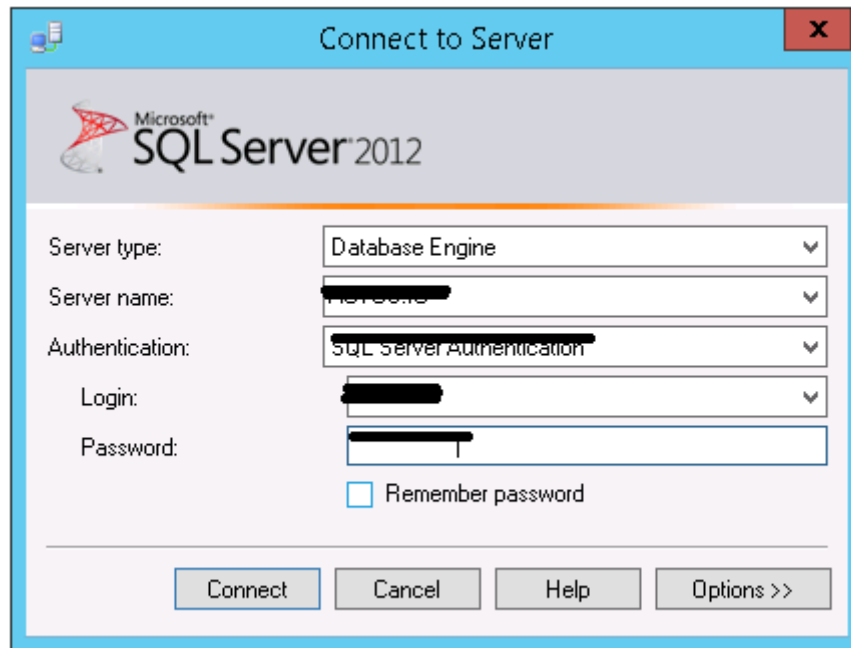 Connect to Server
x
Microsoft®
SQL Server® 2012
Server type: Database Engine
Server name:
Authentication: SQL Server Authentication
Login:
Password:
Remember password
Connect Cancel Help Options >>